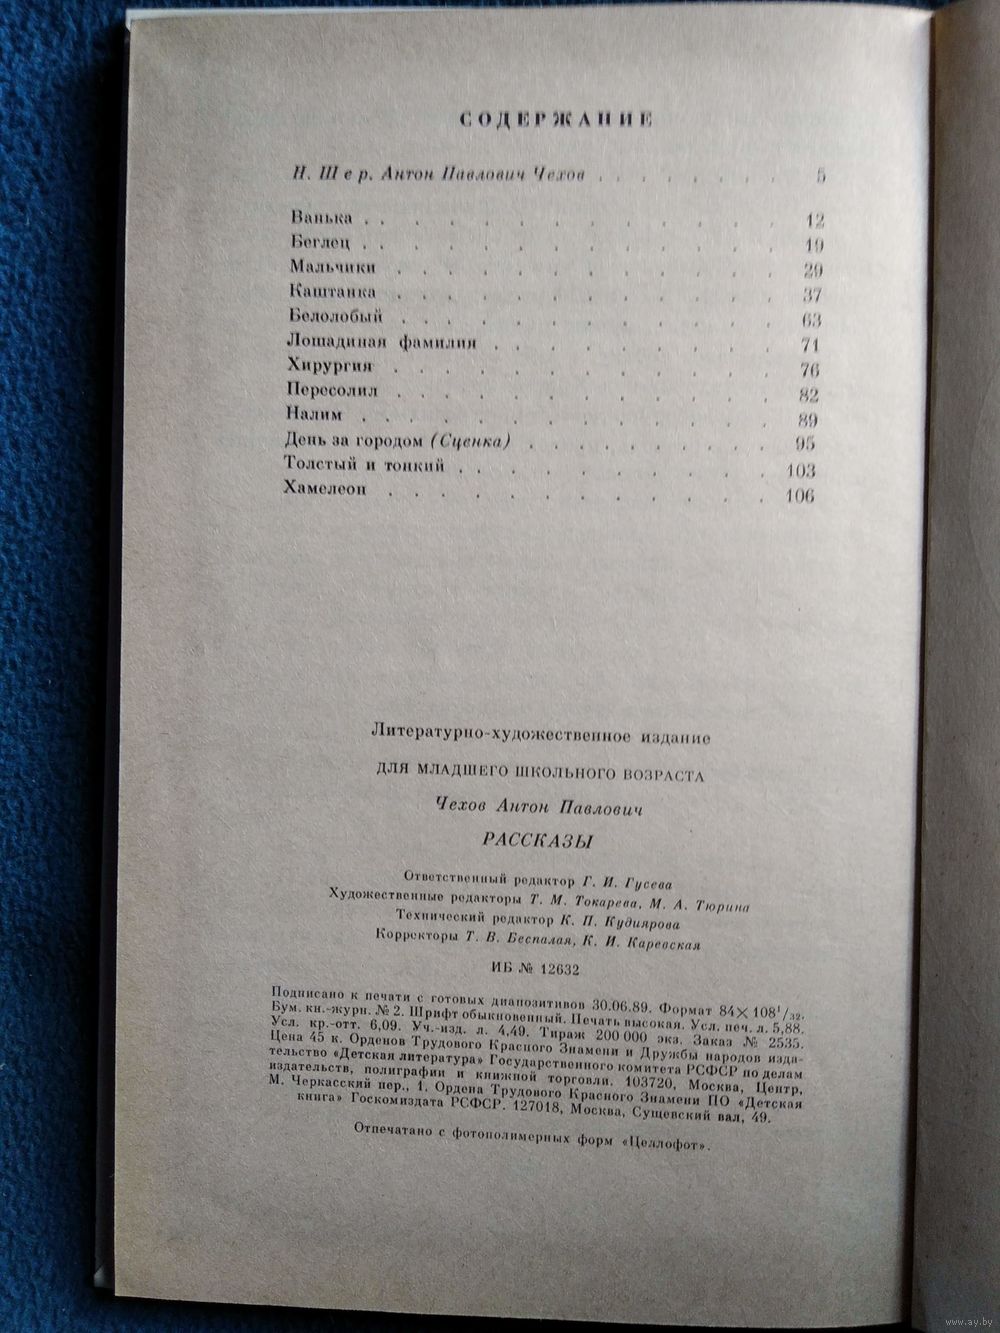 СОДЕРЖАНИЕ
Н. Шер. Антон Павлович Чехов . . . . . . . . 5
Ванька . . . . . . . . . . . . 12
Беглец . . . . . . . . . . . . 19
Мальчики . . . . . . . . . . . 29
Каштанка . . . . . . . . . . . 37
Белолобый . . . . . . . . . . 63
Лошадиная фамилия . . . . . . . . 71
Хирургия . . . . . . . . . . . 76
Пересолил . . . . . . . . . . . 82
Налим . . . . . . . . . . . . 89
День за городом (Сценка) . . . . . . . 95
Толстый и тонкий . . . . . . . . . 103
Хамелеон . . . . . . . . . . . 106
Литературно-художественное издание
ДЛЯ МЛАДШЕГО ШКОЛЬНОГО ВОЗРАСТА
Чехов Антон Павлович
РАССКАЗЫ
Ответственный редактор Г. И. Гусева
Художественные редакторы Т. М. Токарева, М. А. Тюрина
Технический редактор К. П. Кудиярова
Корректоры Т. В. Беспалая, К. И. Каревская
ИБ № 12632
Подписано к печати с готовых диапозитивов 30.06.89. Формат 84×108¹/₃₂.
Бум. кн.-журн. № 2. Шрифт обыкновенный. Печать высокая. Усл. печ. л. 5,88.
Усл. кр.-отт. 6,09. Уч.-изд. л. 4,49. Тираж 200 000 экз. Заказ № 2535.
Цена 45 к. Орденов Трудового Красного Знамени и Дружбы народов изда-
тельство «Детская литература» Государственного комитета РСФСР по делам
издательств, полиграфии и книжной торговли. 103720, Москва, Центр,
М. Черкасский пер., 1. Ордена Трудового Красного Знамени ПО «Детская
книга» Госкомиздата РСФСР. 127018, Москва, Сущевский вал, 49.
Отпечатано с фотополимерных форм «Целлофот».
www.ay.by